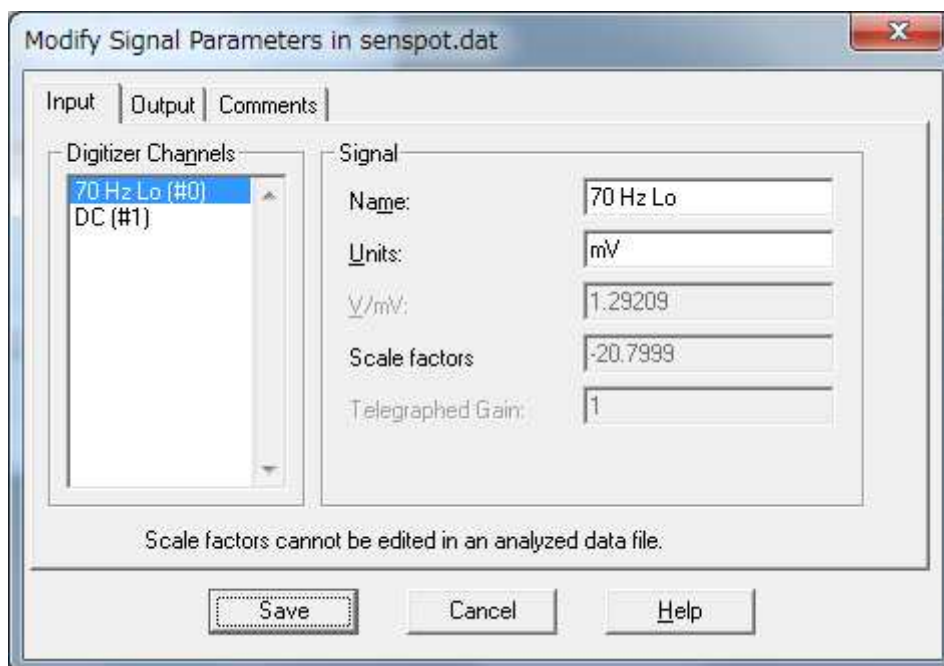 Modify Signal Parameters in senspot.dat
Input Output Comments
Digitizer Channels
70 Hz Lo (#0)
DC (#1)
Signal
Name: 70 Hz Lo
Units: mV
V/mV: 1.29209
Scale factors -20.7999
Telegraphed Gain: 1
Scale factors cannot be edited in an analyzed data file.
Save Cancel Help